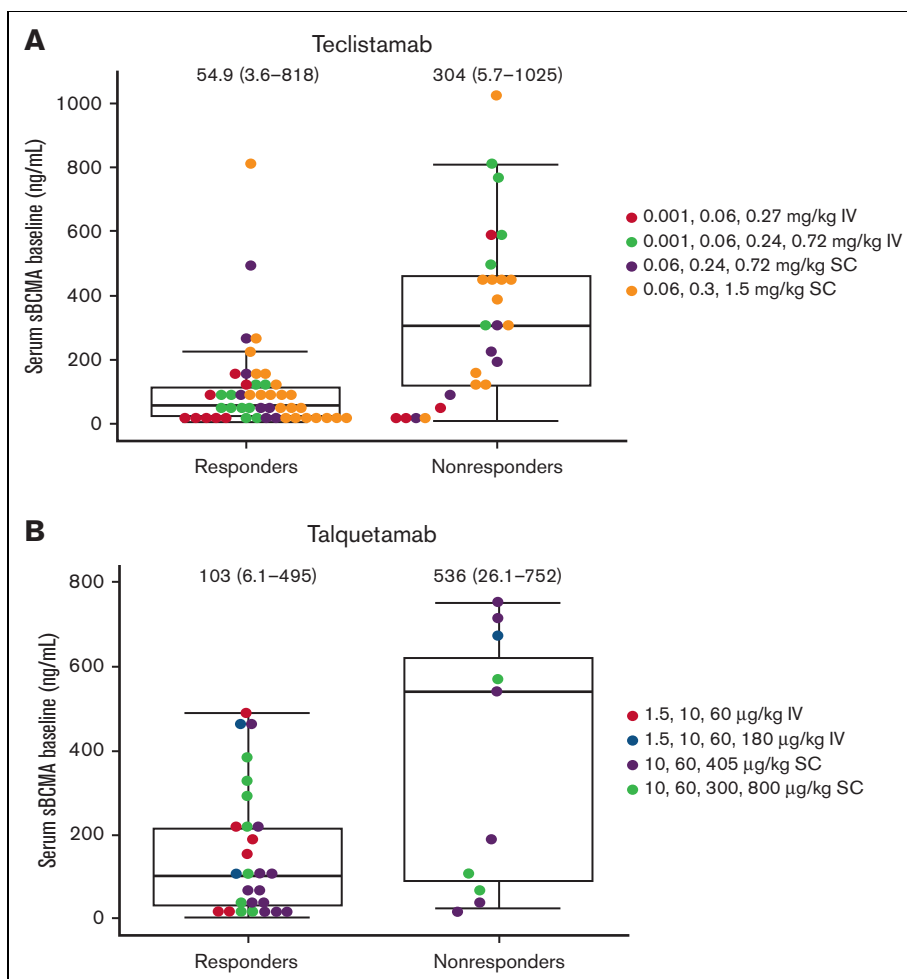 A
Teclistamab
54.9 (3.6–818)
304 (5.7–1025)
Serum sBCMA baseline (ng/mL)
1000
800
600
400
200
0
Responders
Nonresponders
0.001, 0.06, 0.27 mg/kg IV
0.001, 0.06, 0.24, 0.72 mg/kg IV
0.06, 0.24, 0.72 mg/kg SC
0.06, 0.3, 1.5 mg/kg SC
B
Talquetamab
103 (6.1–495)
536 (26.1–752)
Serum sBCMA baseline (ng/mL)
800
600
400
200
0
Responders
Nonresponders
1.5, 10, 60 µg/kg IV
1.5, 10, 60, 180 µg/kg IV
10, 60, 405 µg/kg SC
10, 60, 300, 800 µg/kg SC